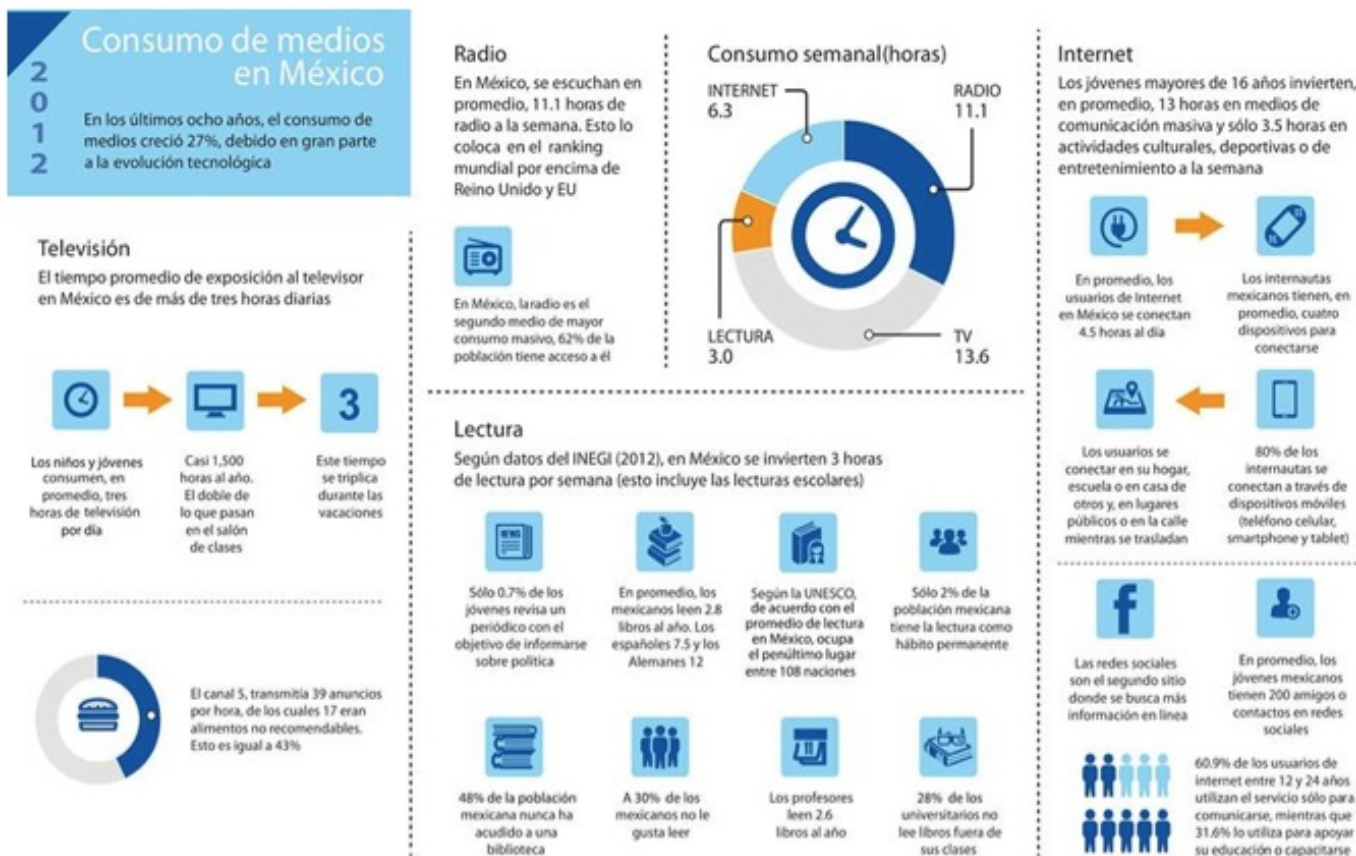 2012
Consumo de medios
en México
En los últimos ocho años, el consumo de
medios creció 27%, debido en gran parte
a la evolución tecnológica
Televisión
El tiempo promedio de exposición al televisor
en México es de más de tres horas diarias
3
Los niños y jóvenes
consumen, en
promedio, tres
horas de televisión
por día
Casi 1,500
horas al año.
El doble de
lo que pasan
en el salón
de clases
Este tiempo
se triplica
durante las
vacaciones
El canal 5, transmitía 39 anuncios
por hora, de los cuales 17 eran
alimentos no recomendables.
Esto es igual a 43%
Radio
En México, se escuchan en
promedio, 11.1 horas de
radio a la semana. Esto lo
coloca en el ranking
mundial por encima de
Reino Unido y EU
En México, laradio es el
segundo medio de mayor
consumo masivo, 62% de la
población tiene acceso a él
Consumo semanal(horas)
INTERNET
6.3
RADIO
11.1
LECTURA
3.0
TV
13.6
Lectura
Según datos del INEGI (2012), en México se invierten 3 horas
de lectura por semana (esto incluye las lecturas escolares)
NEWS
Sólo 0.7% de los
jóvenes revisa un
periódico con el
objetivo de informarse
sobre política
En promedio, los
mexicanos leen 2.8
libros al año. Los
españoles 7.5 y los
Alemanes 12
Según la UNESCO,
de acuerdo con el
promedio de lectura
en México, ocupa
el penúltimo lugar
entre 108 naciones
Sólo 2% de la
población mexicana
tiene la lectura como
hábito permanente
48% de la población
mexicana nunca ha
acudido a una
biblioteca
A 30% de los
mexicanos no le
gusta leer
Los profesores
leen 2.6
libros al año
28% de los
universitarios no
lee libros fuera de
sus clases
Internet
Los jóvenes mayores de 16 años invierten,
en promedio, 13 horas en medios de
comunicación masiva y sólo 3.5 horas en
actividades culturales, deportivas o de
entretenimiento a la semana
En promedio, los
usuarios de Internet
en México se conectan
4.5 horas al día
Los internautas
mexicanos tienen, en
promedio, cuatro
dispositivos para
conectarse
Los usuarios se
conectar en su hogar,
escuela o en casa de
otros y, en lugares
públicos o en la calle
mientras se trasladan
80% de los
internautas se
conectan a través de
dispositivos móviles
(teléfono celular,
smartphone y tablet)
f
Las redes sociales
son el segundo sitio
donde se busca más
información en línea
En promedio, los
jóvenes mexicanos
tienen 200 amigos o
contactos en redes
sociales
60.9% de los usuarios de
internet entre 12 y 24 años
utilizan el servicio sólo para
comunicarse, mientras que
31.6% lo utiliza para apoyar
su educación o capacitarse